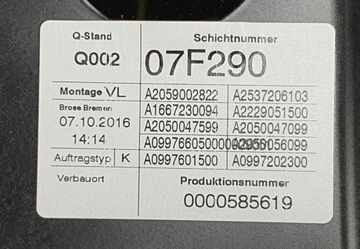 Q-Stand Schichtnummer
Q002 07F290
Montage VL A2059002822 A2537206103
Brose Bremen A1667230094 A2229051500
07.10.2016 A2050047599 A2050047099
14:14 A2056056099
Auftragstyp K A0997601500 A0997202300
Verbauort Produktionsnummer
0000585619